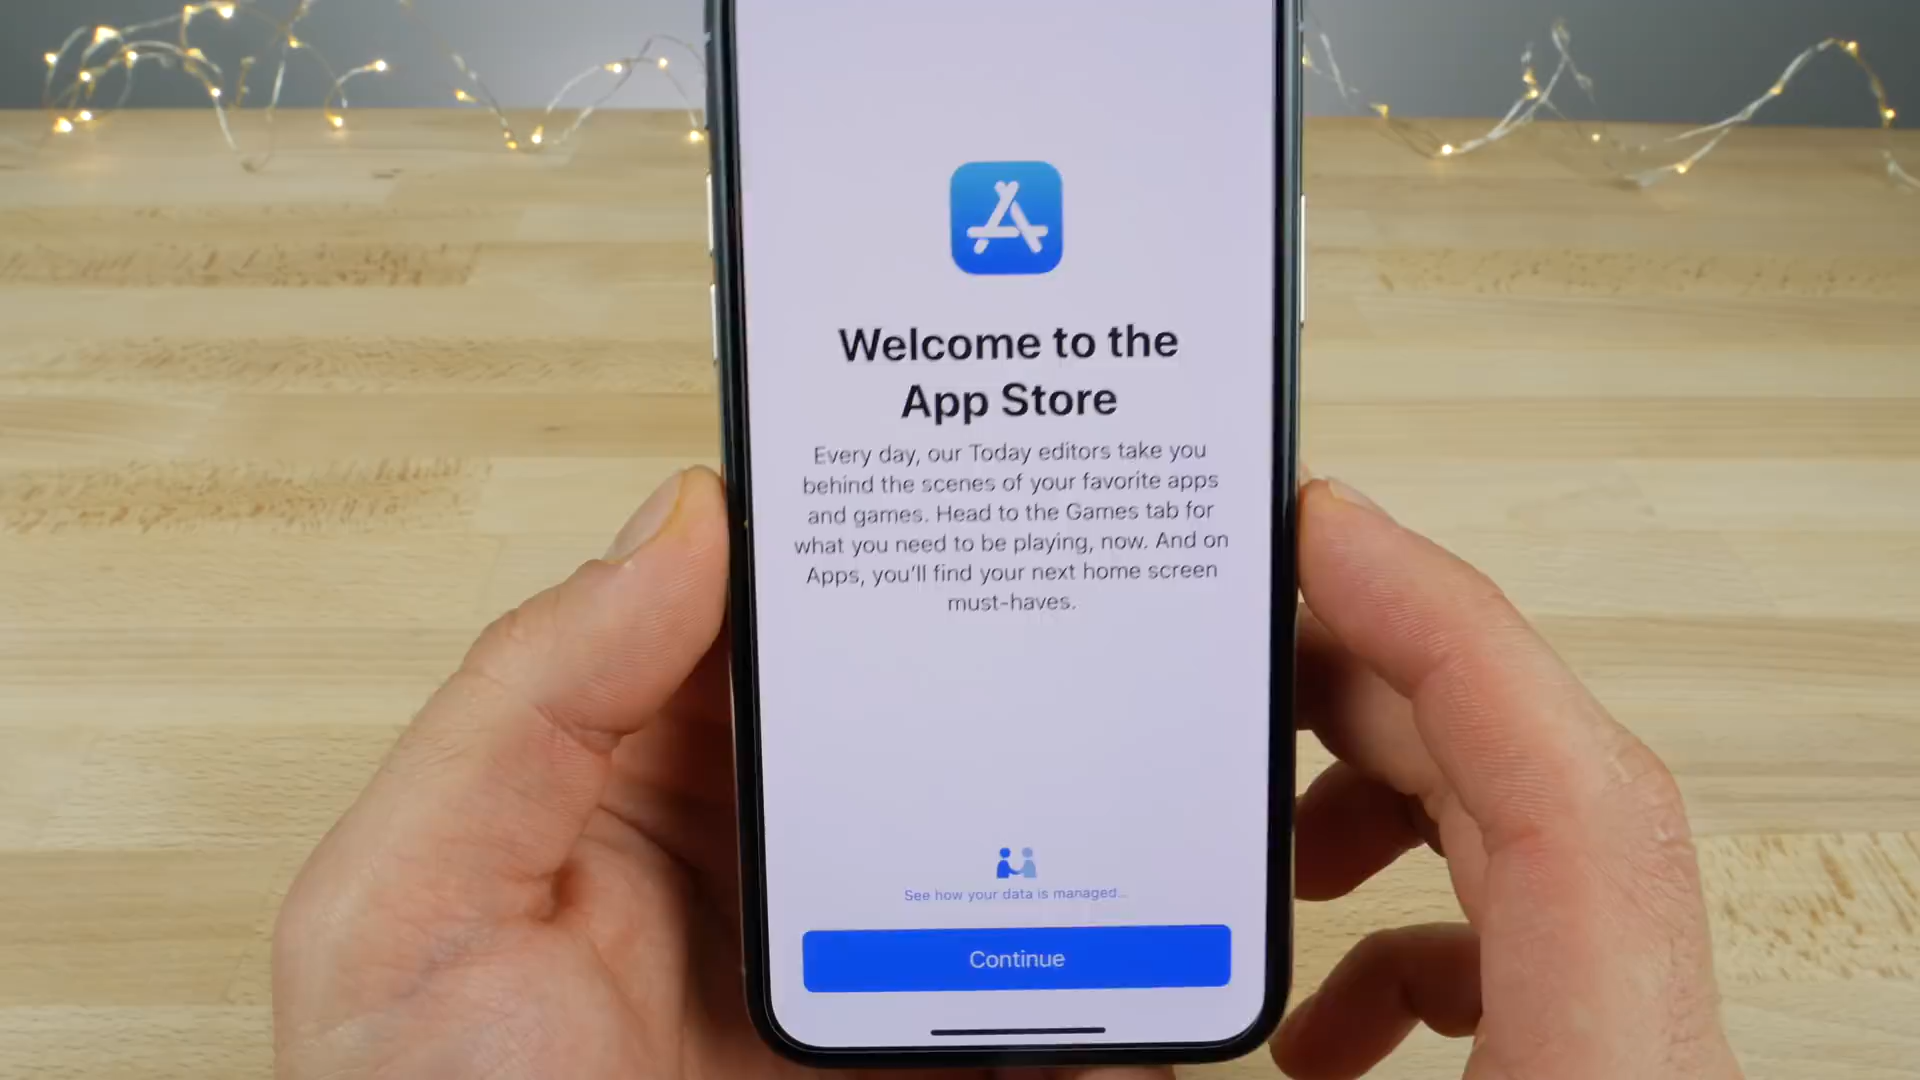 Welcome to the
App Store
Every day, our Today editors take you
behind the scenes of your favorite apps
and games. Head to the Games tab for
what you need to be playing, now. And on
Apps, you'll find your next home screen
must-haves.
See how your data is managed...
Continue